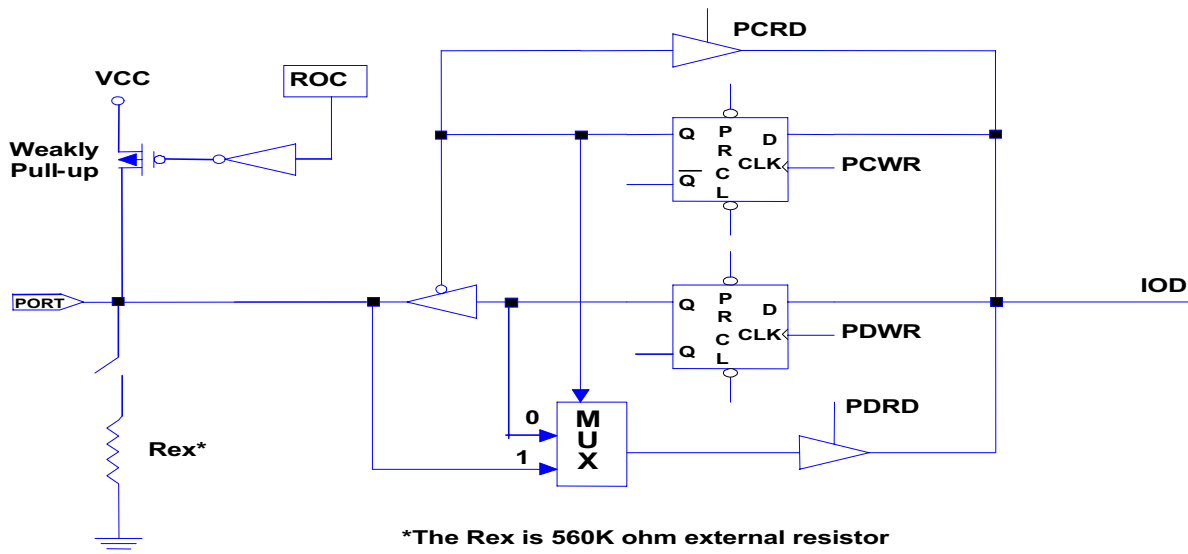 PCRD
VCC
ROC
Weakly
Pull-up
Q
P
R
D
CLK
C
L
Q
PCWR
PORT
IOD
Q
P
R
D
CLK
C
L
Q
PDWR
0
1
MUX
PDRD
Rex*
*The Rex is 560K ohm external resistor